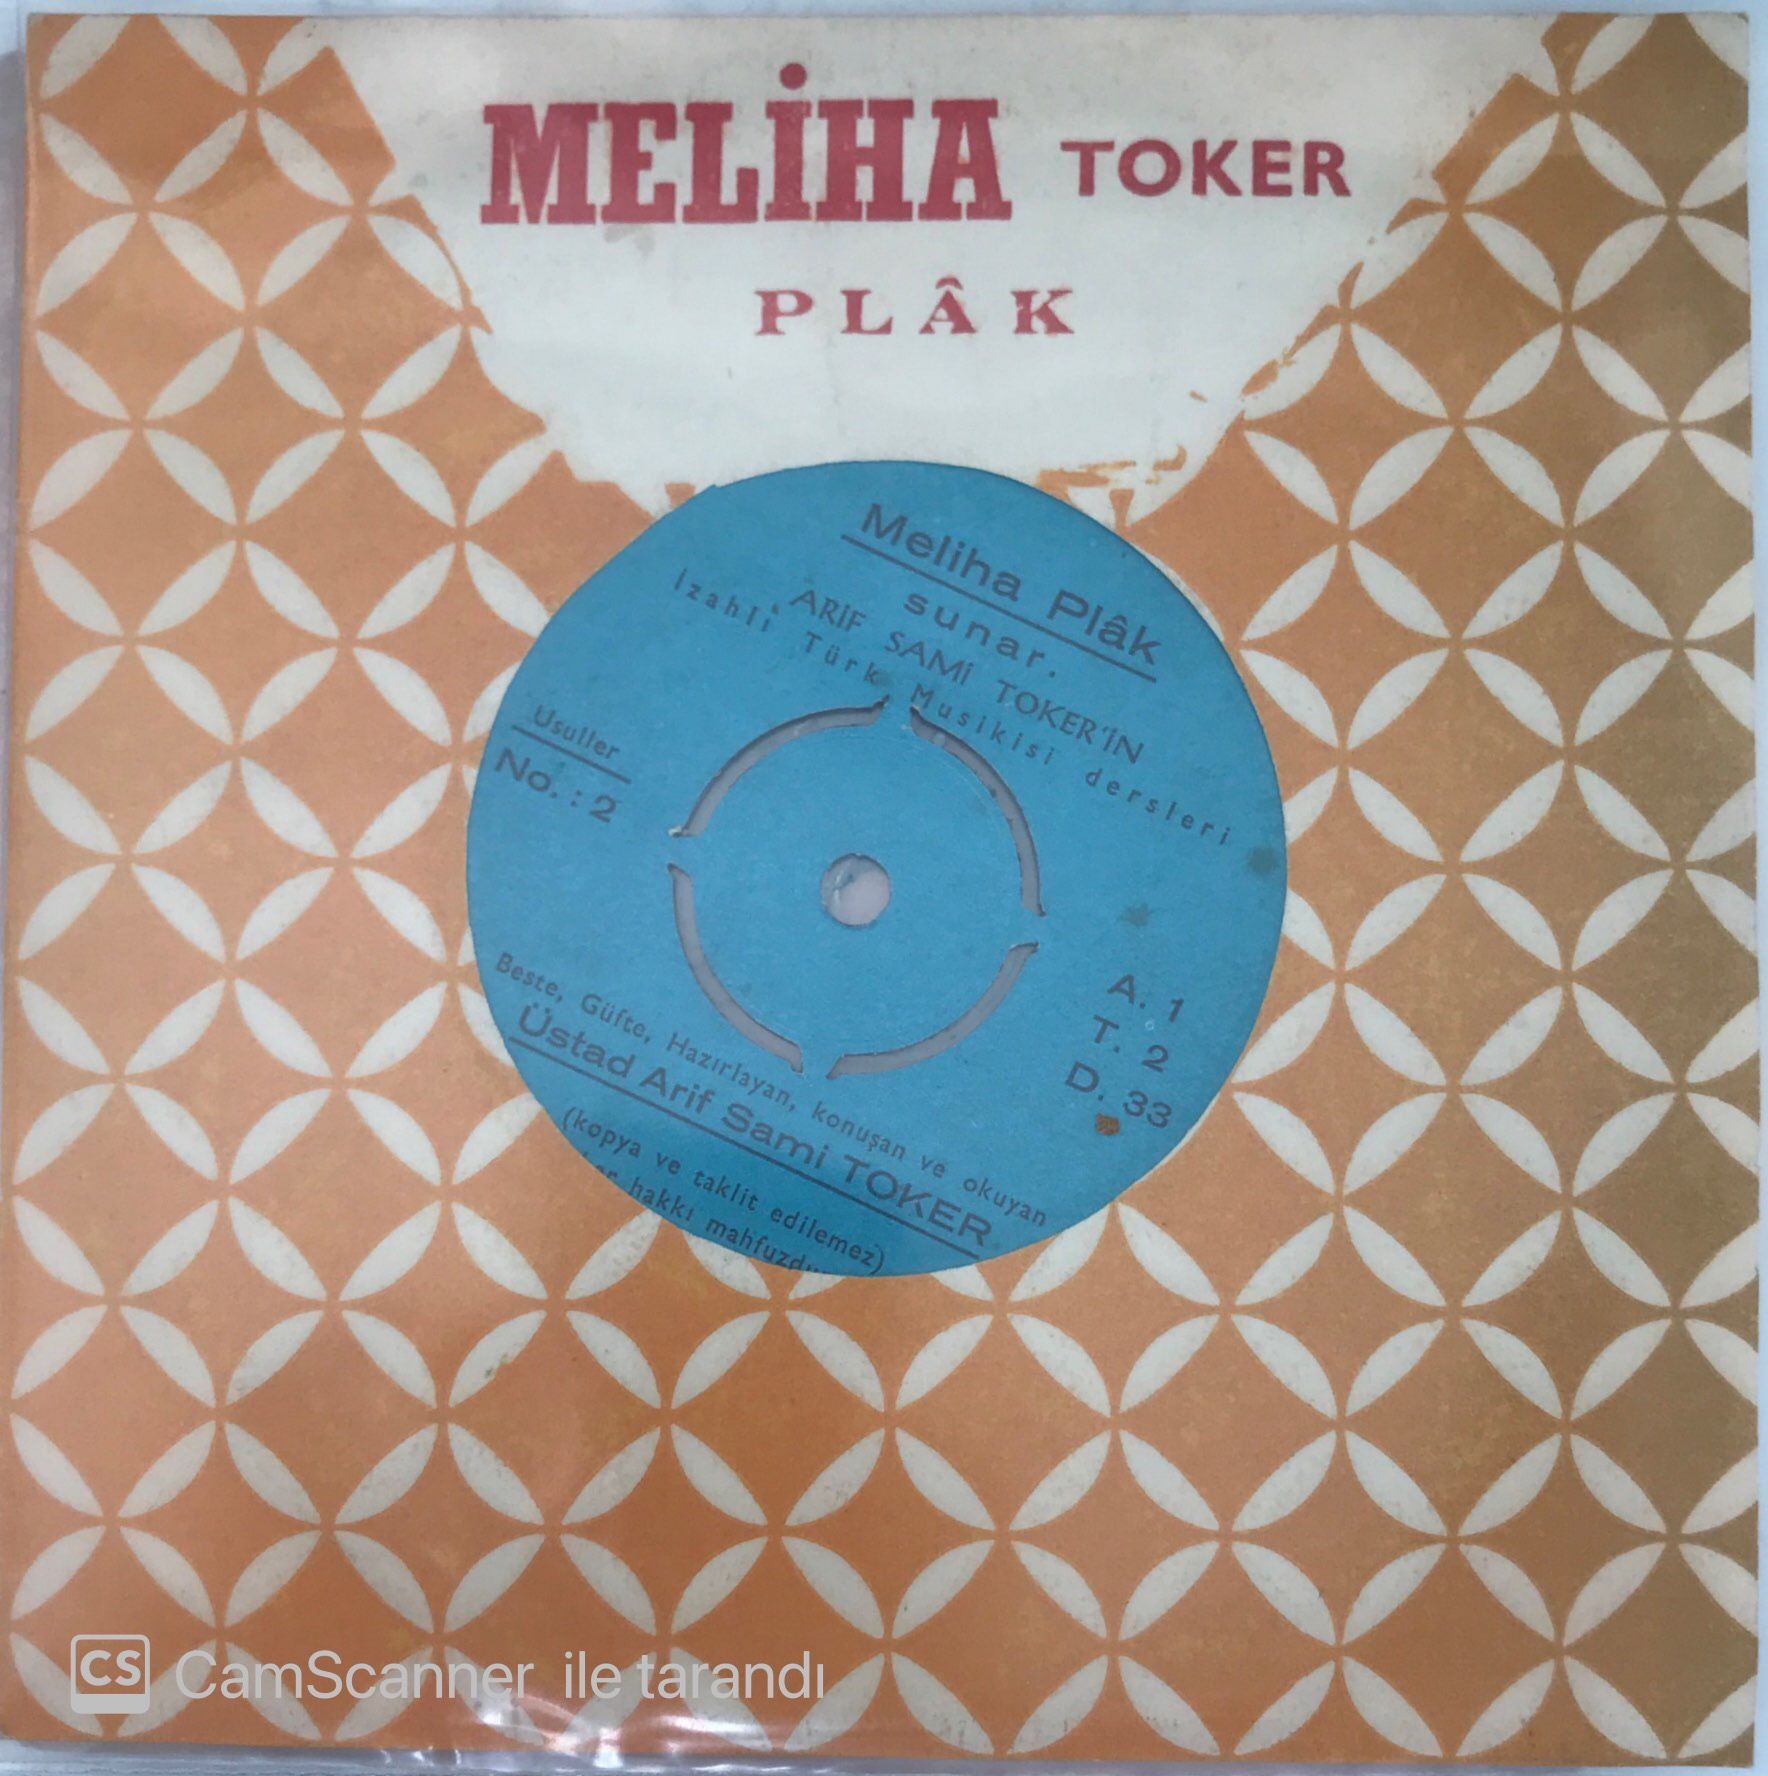 MELİHA TOKER
PLÂK
Meliha Plâk
sunar.
ARİF SAMİ TOKER'İN
İzahlı Türk Musikisi dersleri
Usuller
No. : 2
A. 1
T. 2
D. 33
Beste, Güfte, Hazırlayan, konuşan ve okuyan
Üstad Arif Sami TOKER
(kopya ve taklit edilemez)
hakkı
CS CamScanner ile tarandı